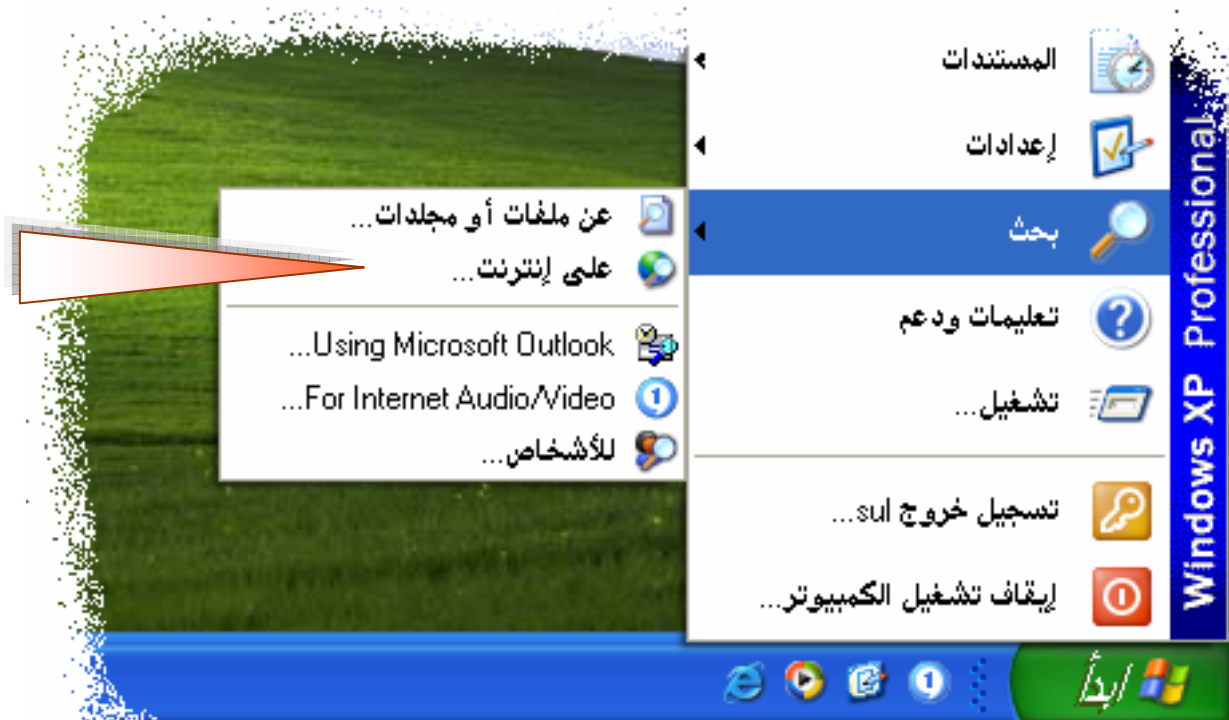 المستندات
إعدادات
بحث
تعليمات ودعم
تشغيل...
تسجيل خروج sul...
إيقاف تشغيل الكمبيوتر...
Windows XP Professional
عن ملفات أو مجلدات...
على إنترنت...
Using Microsoft Outlook...
For Internet Audio/Video...
للأشخاص...
ابدأ